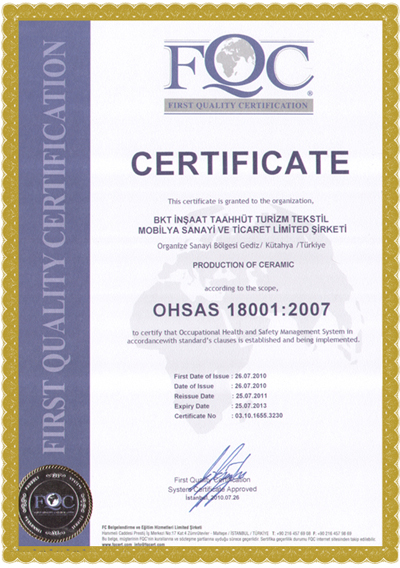 FQC
®
FIRST QUALITY CERTIFICATION
FIRST QUALITY CERTIFICATION
CERTIFICATE
This certificate is granted to the organization,
BKT İNŞAAT TAAHHÜT TURİZM TEKSTİL
MOBİLYA SANAYİ VE TİCARET LİMİTED ŞİRKETİ
Organize Sanayi Bölgesi Gediz/ Kütahya /Türkiye
PRODUCTION OF CERAMIC
according to the scope,
OHSAS 18001:2007
to certify that Occupational Health and Safety Management System in
accordancewith standard's clauses is established and being implemented.
First Date of Issue : 26.07.2010
Date of Issue : 26.07.2010
Reissue Date : 25.07.2011
Expiry Date : 25.07.2013
Certificate No : 03.10.1655.3230
First Quality Certification
System Certificate Approved
İstanbul, 2010.07.26
FQC
FQC Belgelendirme ve Eğitim Hizmetleri Limited Şirketi